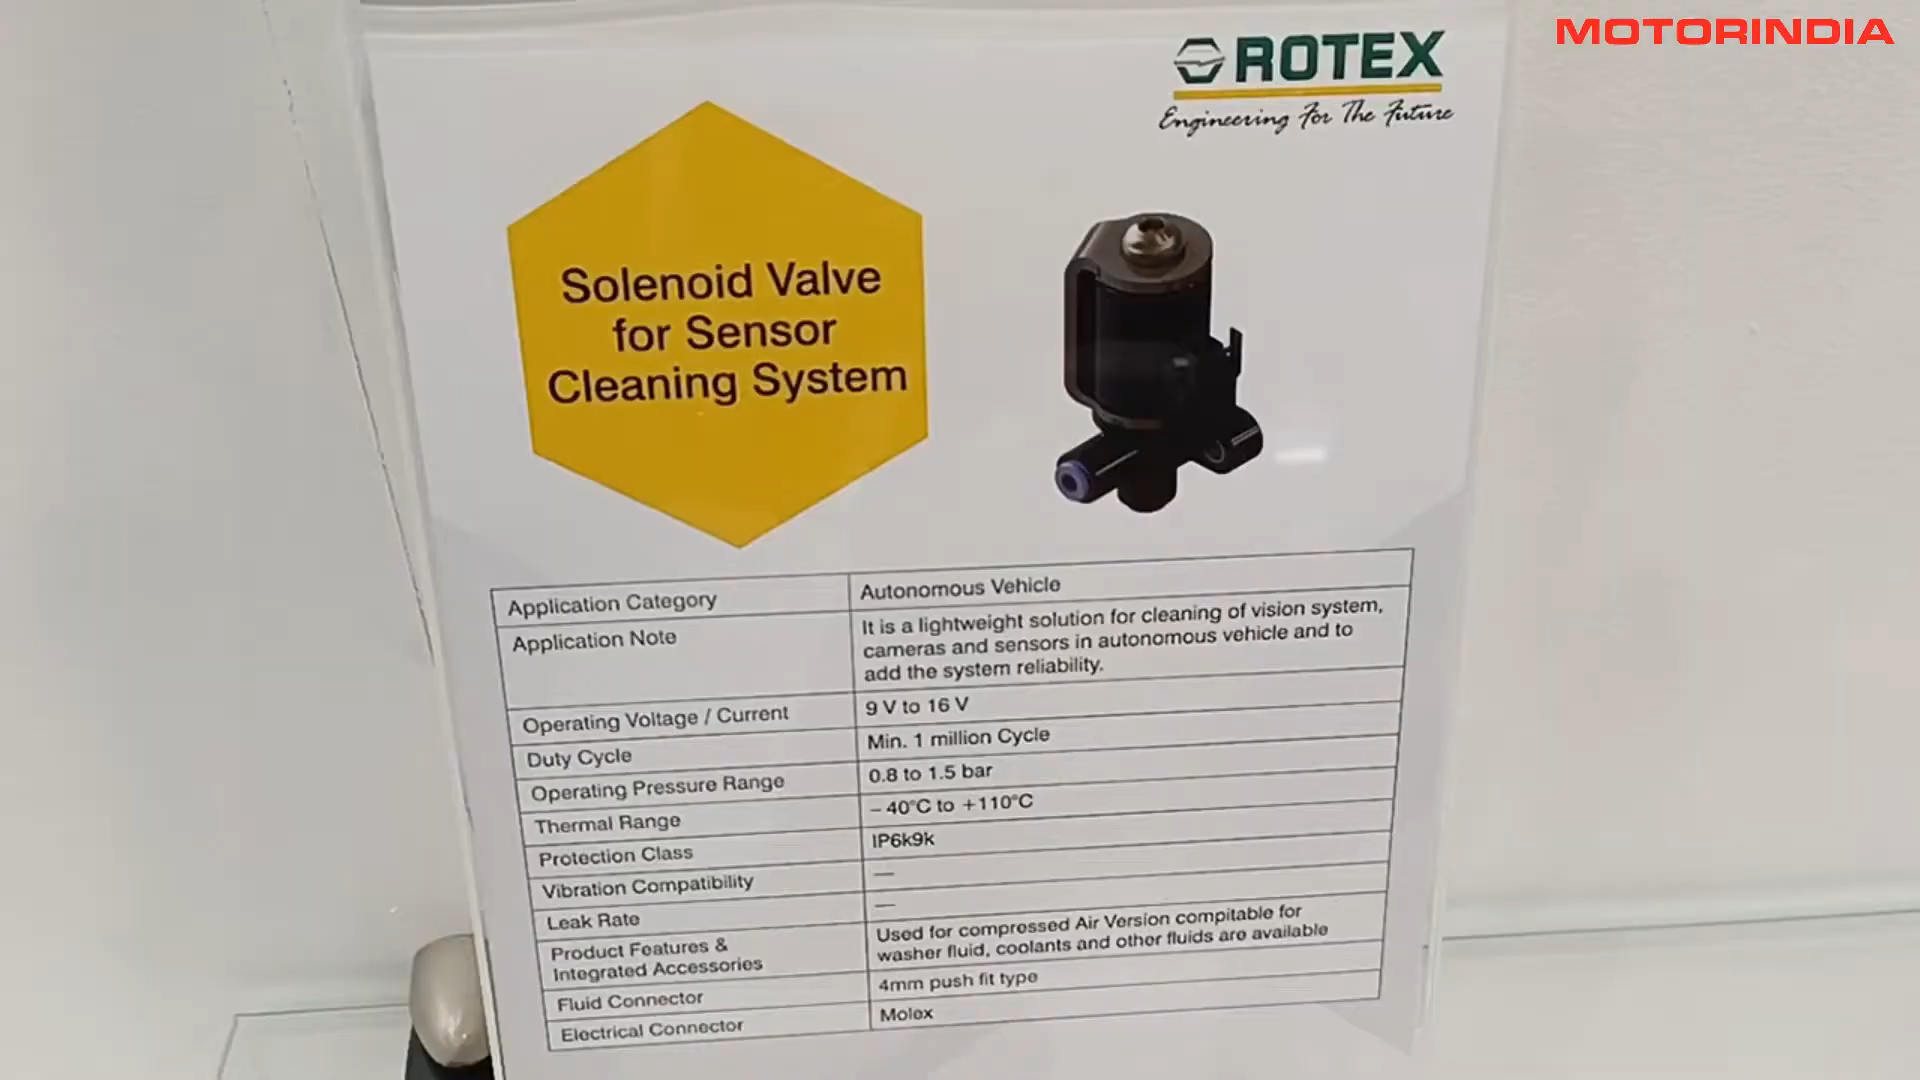 MOTORINDIA
ROTEX
Engineering For The Future
Solenoid Valve
for Sensor
Cleaning System
Application Category
Autonomous Vehicle
Application Note
It is a lightweight solution for cleaning of vision system,
cameras and sensors in autonomous vehicle and to
add the system reliability.
Operating Voltage / Current
9 V to 16 V
Duty Cycle
Min. 1 million Cycle
Operating Pressure Range
0.8 to 1.5 bar
Thermal Range
– 40°C to +110°C
Protection Class
IP6k9k
Vibration Compatibility
—
Leak Rate
—
Product Features &
Integrated Accessories
Used for compressed Air Version compitable for
washer fluid, coolants and other fluids are available
Fluid Connector
4mm push fit type
Electrical Connector
Molex